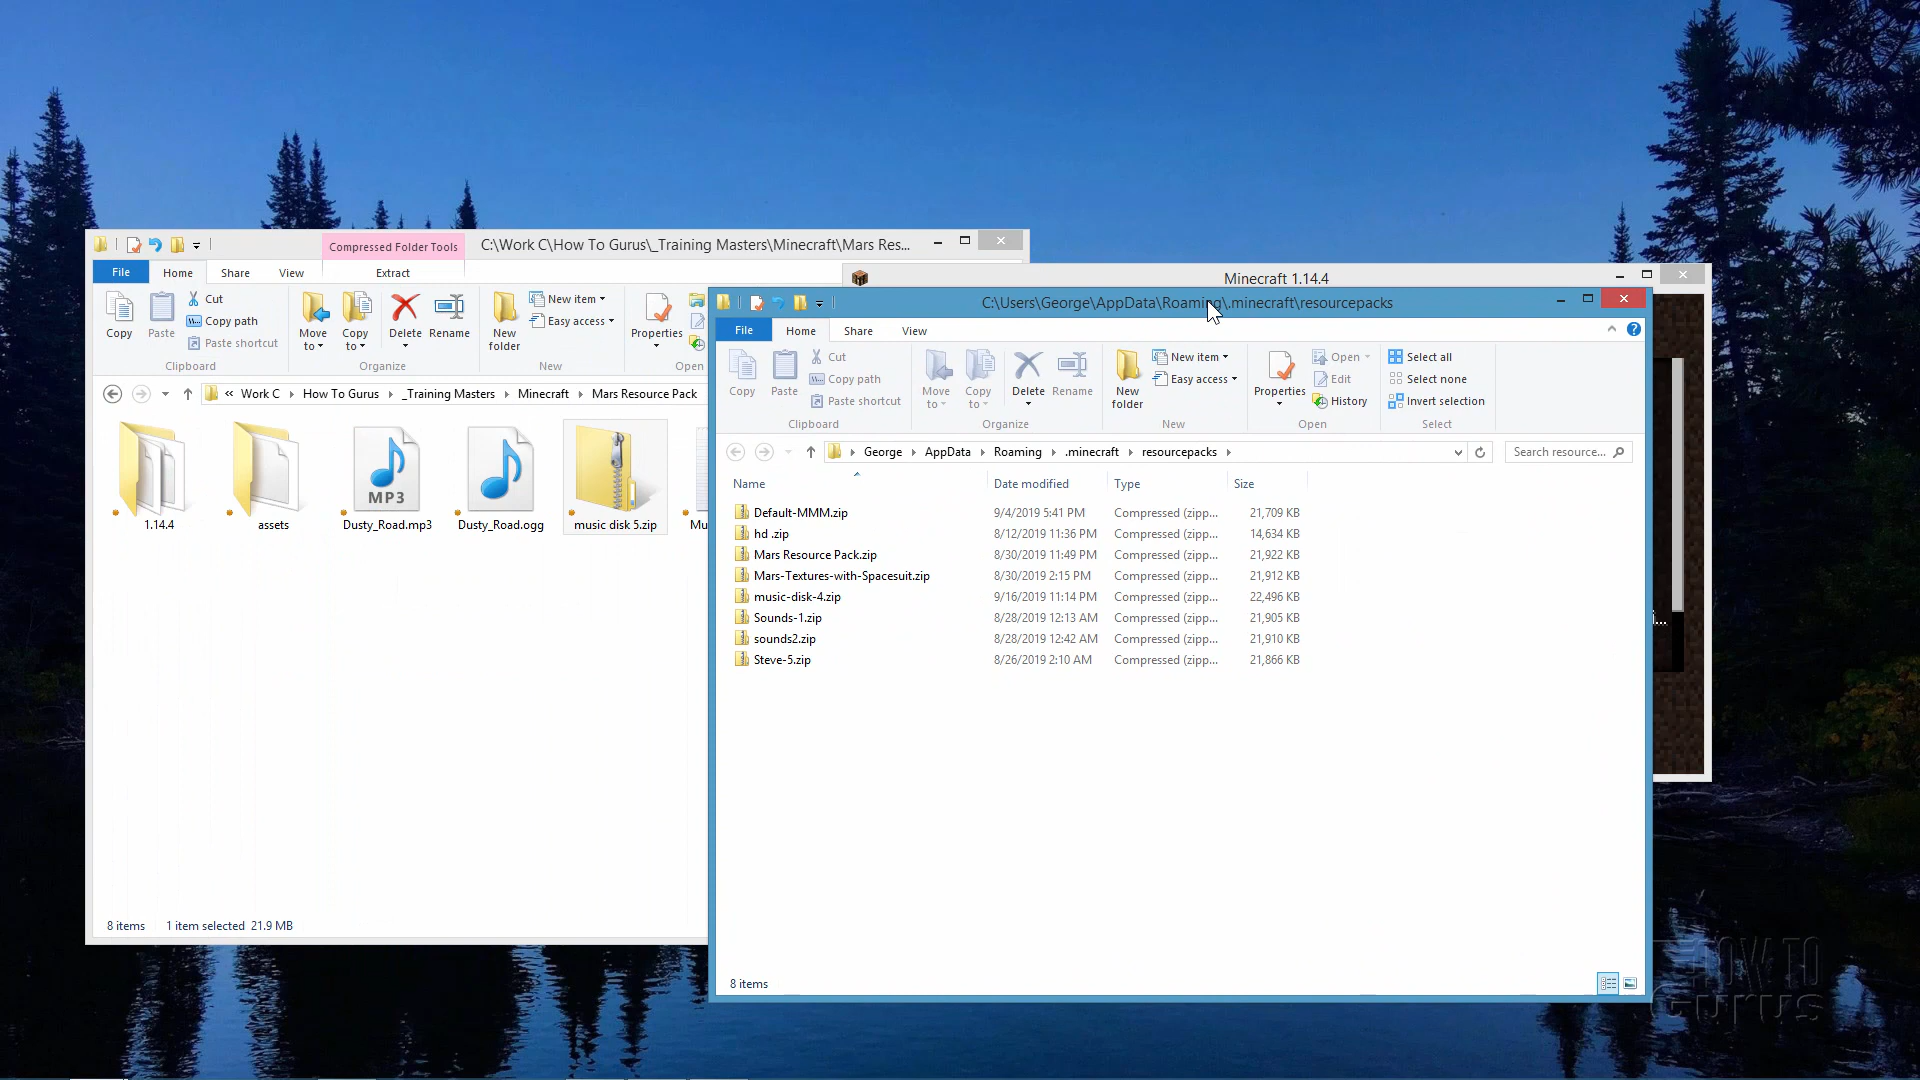 Compressed Folder Tools
C:\Work C\How To Gurus\_Training Masters\Minecraft\Mars Res...
File
Home
Share
View
Extract
Copy
Paste
Cut
Copy path
Paste shortcut
Clipboard
Move to
Copy to
Delete
Rename
Organize
New folder
New item
Easy access
New
Properties
Open
« Work C
How To Gurus
_Training Masters
Minecraft
Mars Resource Pack
1.14.4
assets
MP3
Dusty_Road.mp3
Dusty_Road.ogg
music disk 5.zip
Mu
8 items
1 item selected 21.9 MB
Minecraft 1.14.4
C:\Users\George\AppData\Roaming\.minecraft\resourcepacks
File
Home
Share
View
Copy
Paste
Cut
Copy path
Paste shortcut
Clipboard
Move to
Copy to
Delete
Rename
Organize
New folder
New item
Easy access
New
Properties
Open
Edit
History
Open
Select all
Select none
Invert selection
Select
George
AppData
Roaming
.minecraft
resourcepacks
Search resource...
Name Date modified Type Size
Default-MMM.zip 9/4/2019 5:41 PM Compressed (zipp... 21,709 KB
hd .zip 8/12/2019 11:36 PM Compressed (zipp... 14,634 KB
Mars Resource Pack.zip 8/30/2019 11:49 PM Compressed (zipp... 21,922 KB
Mars-Textures-with-Spacesuit.zip 8/30/2019 2:15 PM Compressed (zipp... 21,912 KB
music-disk-4.zip 9/16/2019 11:14 PM Compressed (zipp... 22,496 KB
Sounds-1.zip 8/28/2019 12:13 AM Compressed (zipp... 21,905 KB
sounds2.zip 8/28/2019 12:42 AM Compressed (zipp... 21,910 KB
Steve-5.zip 8/26/2019 2:10 AM Compressed (zipp... 21,866 KB
8 items
HOW TO
GURUS